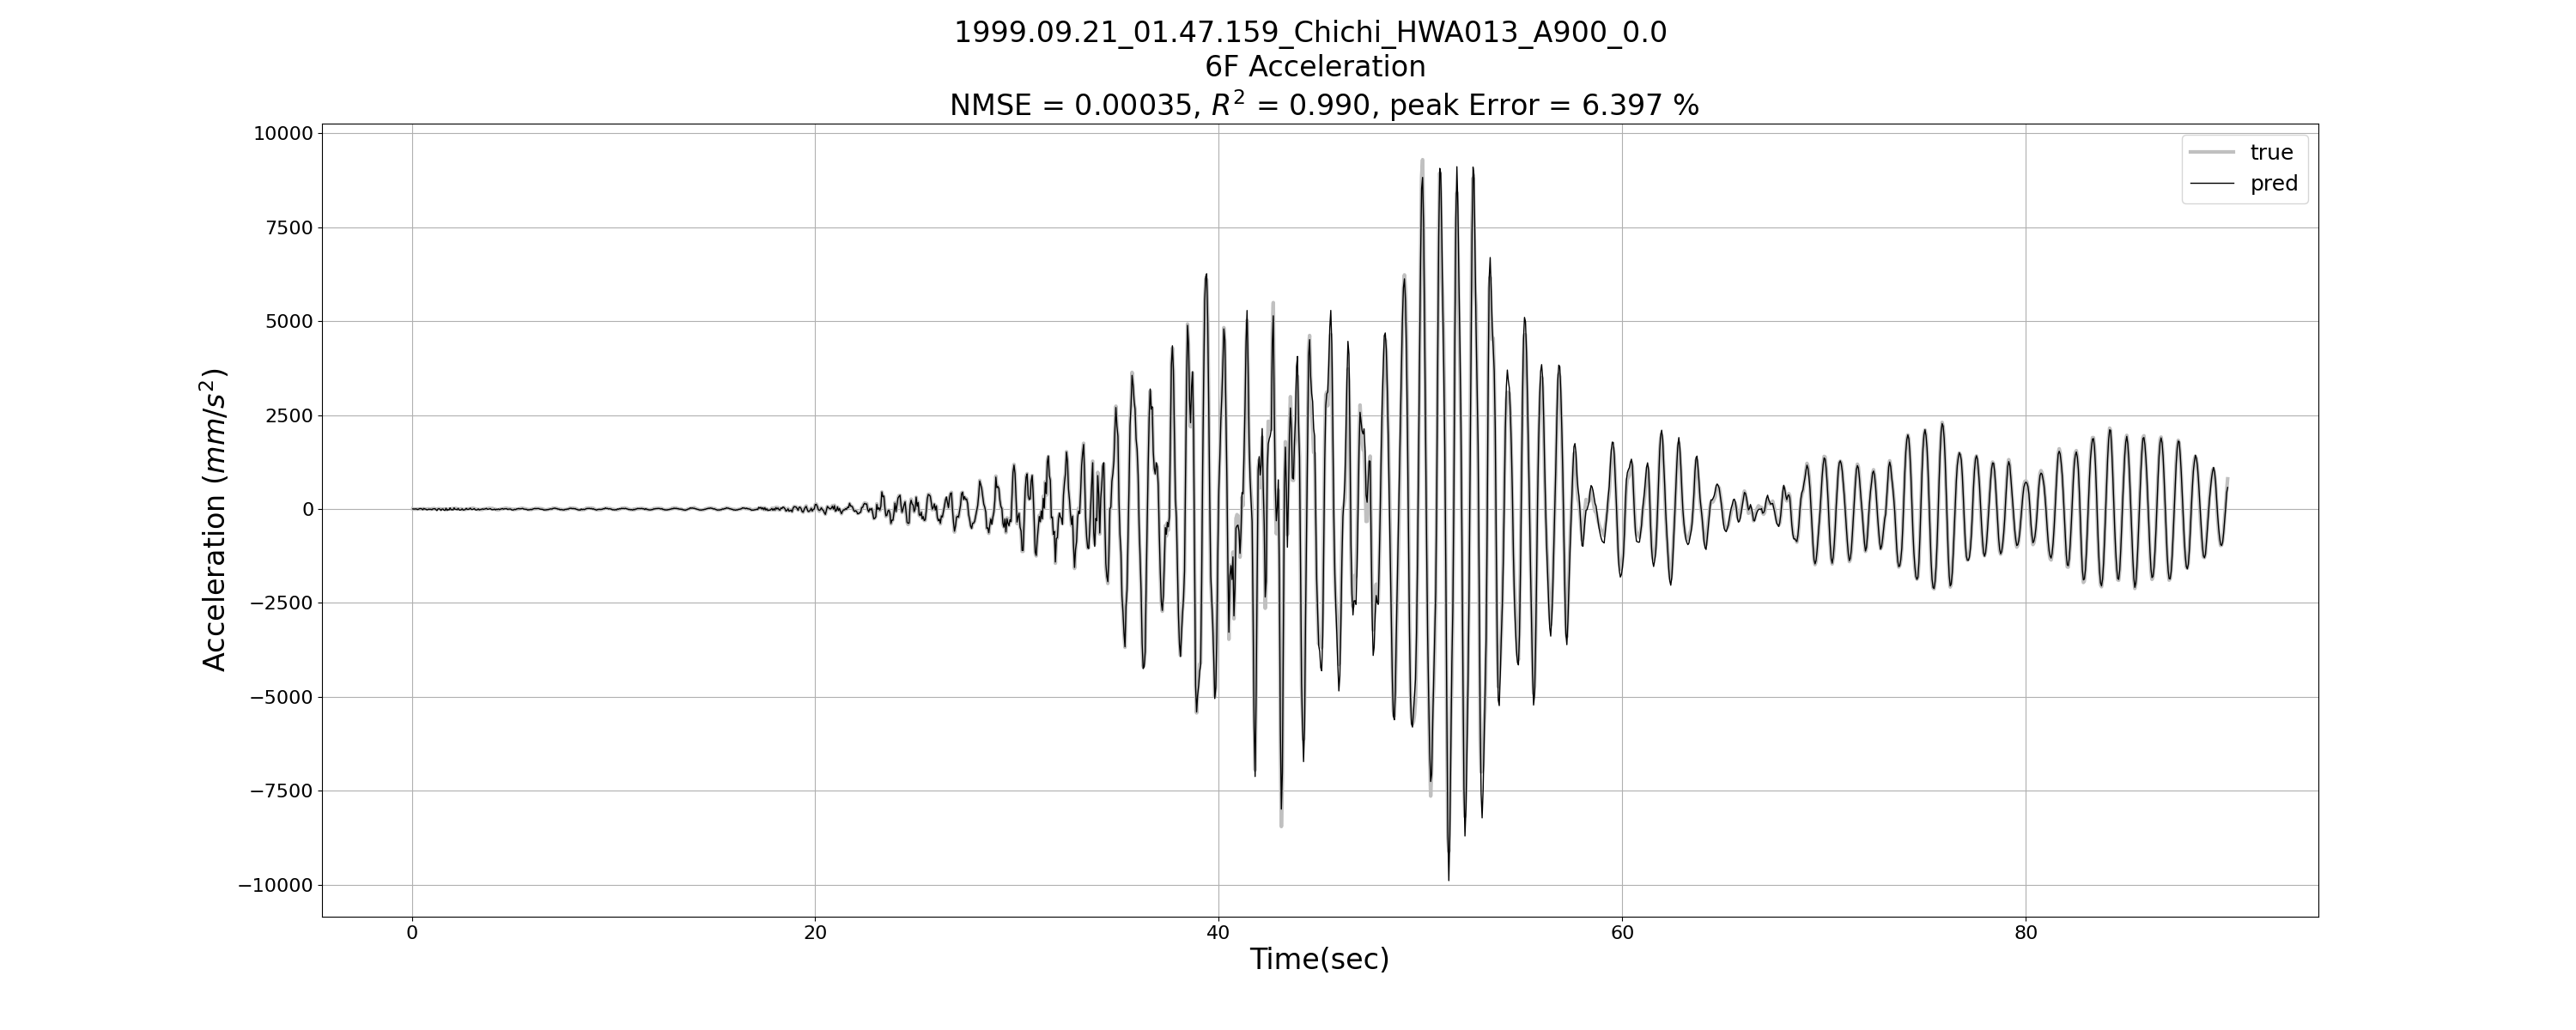 1999.09.21_01.47.159_Chichi_HWA013_A900_0.0
6F Acceleration
NMSE = 0.00035, R² = 0.990, peak Error = 6.397 %
true
pred
10000
7500
5000
2500
0
−2500
−5000
−7500
−10000
Acceleration (mm/s²)
0 20 40 60 80
Time(sec)